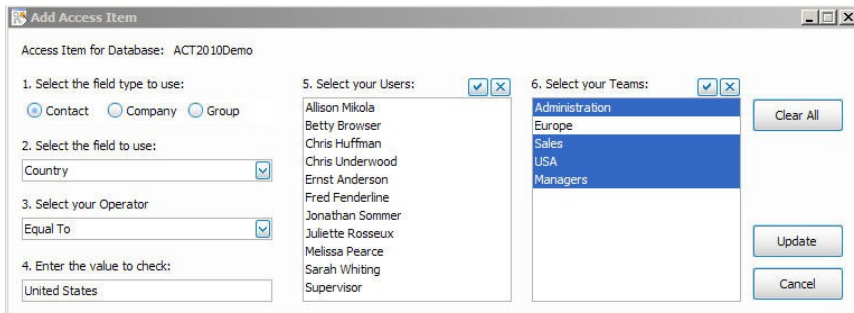 Add Access Item
Access Item for Database: ACT2010Demo
1. Select the field type to use:
Contact Company Group
2. Select the field to use:
Country
3. Select your Operator
Equal To
4. Enter the value to check:
United States
5. Select your Users:
Allison Mikola
Betty Browser
Chris Huffman
Chris Underwood
Ernst Anderson
Fred Fenderline
Jonathan Sommer
Juliette Rosseux
Melissa Pearce
Sarah Whiting
Supervisor
6. Select your Teams:
Administration
Europe
Sales
USA
Managers
Clear All
Update
Cancel